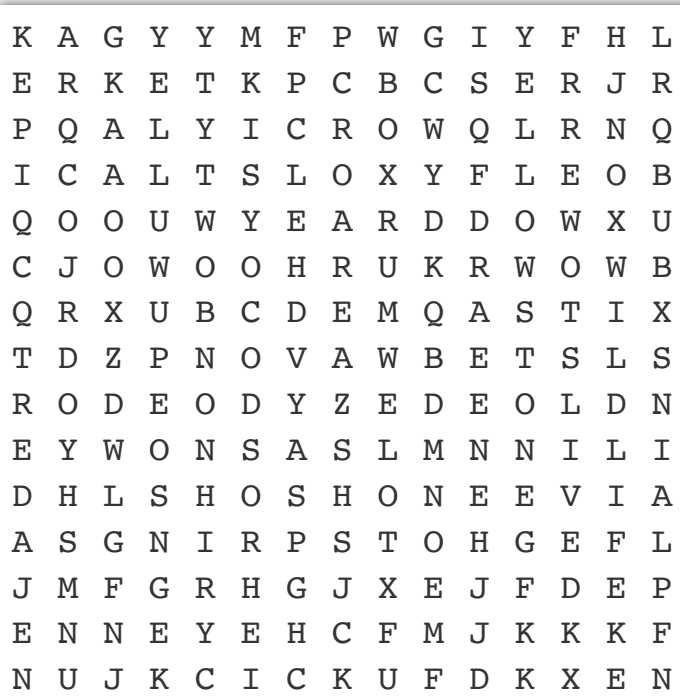 K A G Y Y M F P W G I Y F H L
E R K E T K P C B C S E R J R
P Q A L Y I C R O W Q L R N Q
I C A L T S L O X Y F L E O B
Q O O U W Y E A R D D O W X U
C J O W O O H R U K R W O W B
Q R X U B C D E M Q A S T I X
T D Z P N O V A W B E T S L S
R O D E O D Y Z E D E O L D N
E Y W O N S A S L M N N I L I
D H L S H O S H O N E E V I A
A S G N I R P S T O H G E F L
J M F G R H G J X E J F D E P
E N N E Y E H C F M J K K K F
N U J K C I C K U F D K X E N